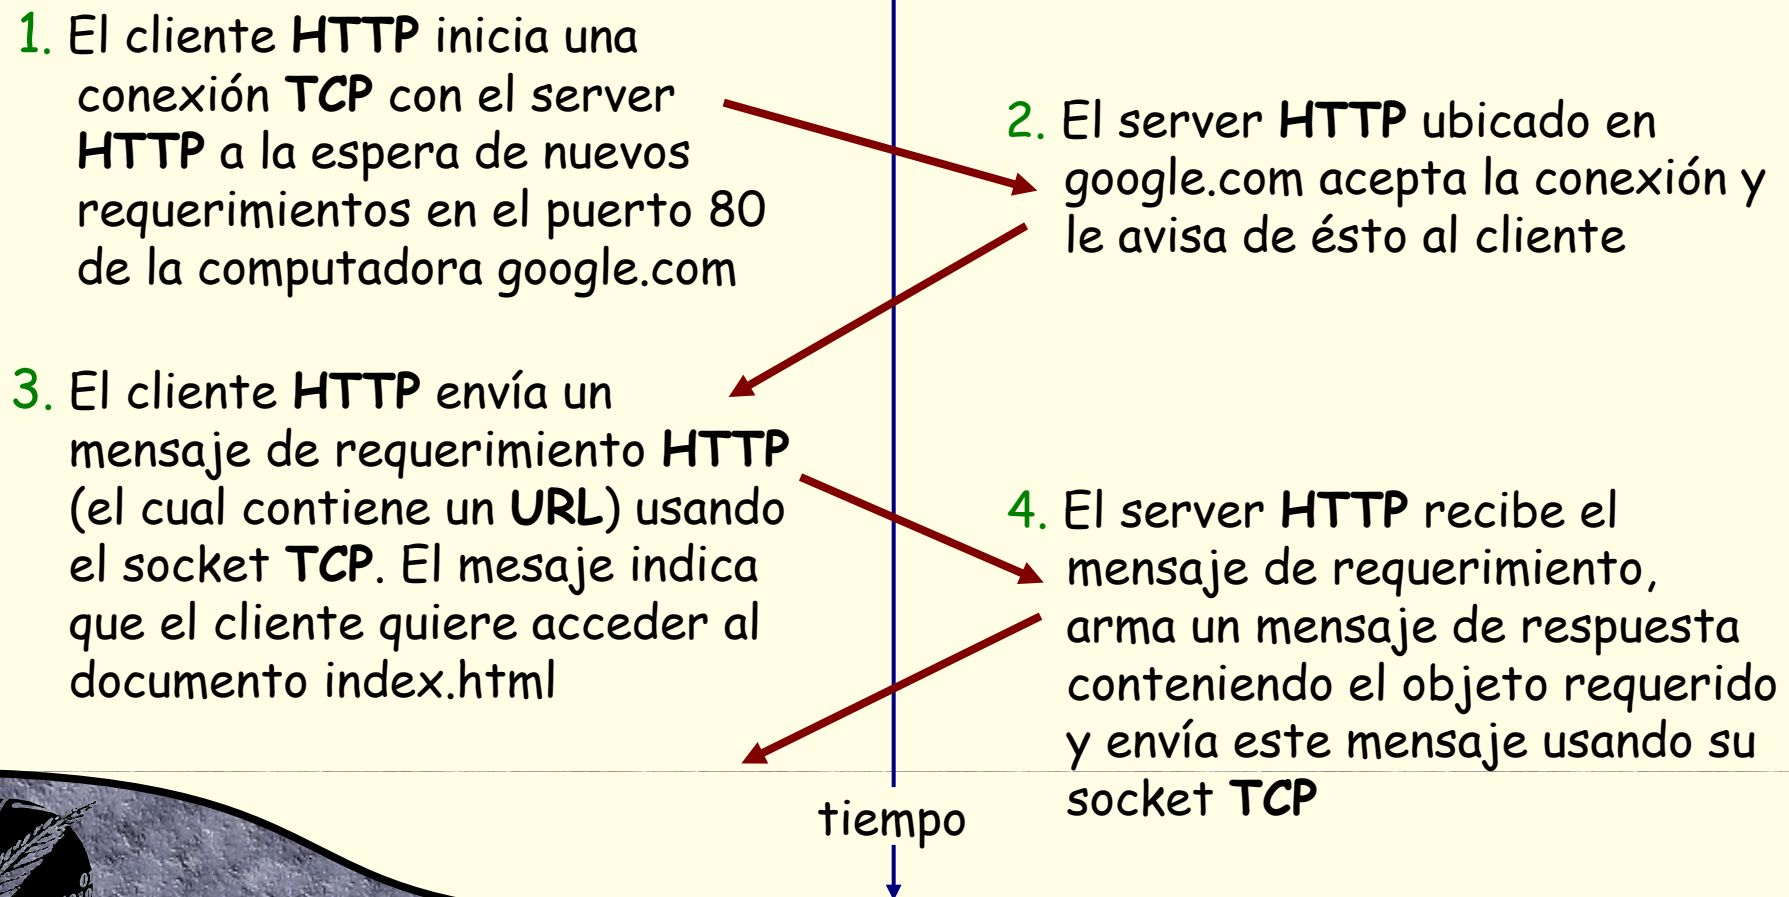 1. El cliente HTTP inicia una
conexión TCP con el server
HTTP a la espera de nuevos
requerimientos en el puerto 80
de la computadora google.com
2. El server HTTP ubicado en
google.com acepta la conexión y
le avisa de ésto al cliente
3. El cliente HTTP envía un
mensaje de requerimiento HTTP
(el cual contiene un URL) usando
el socket TCP. El mesaje indica
que el cliente quiere acceder al
documento index.html
4. El server HTTP recibe el
mensaje de requerimiento,
arma un mensaje de respuesta
conteniendo el objeto requerido
y envía este mensaje usando su
socket TCP
tiempo